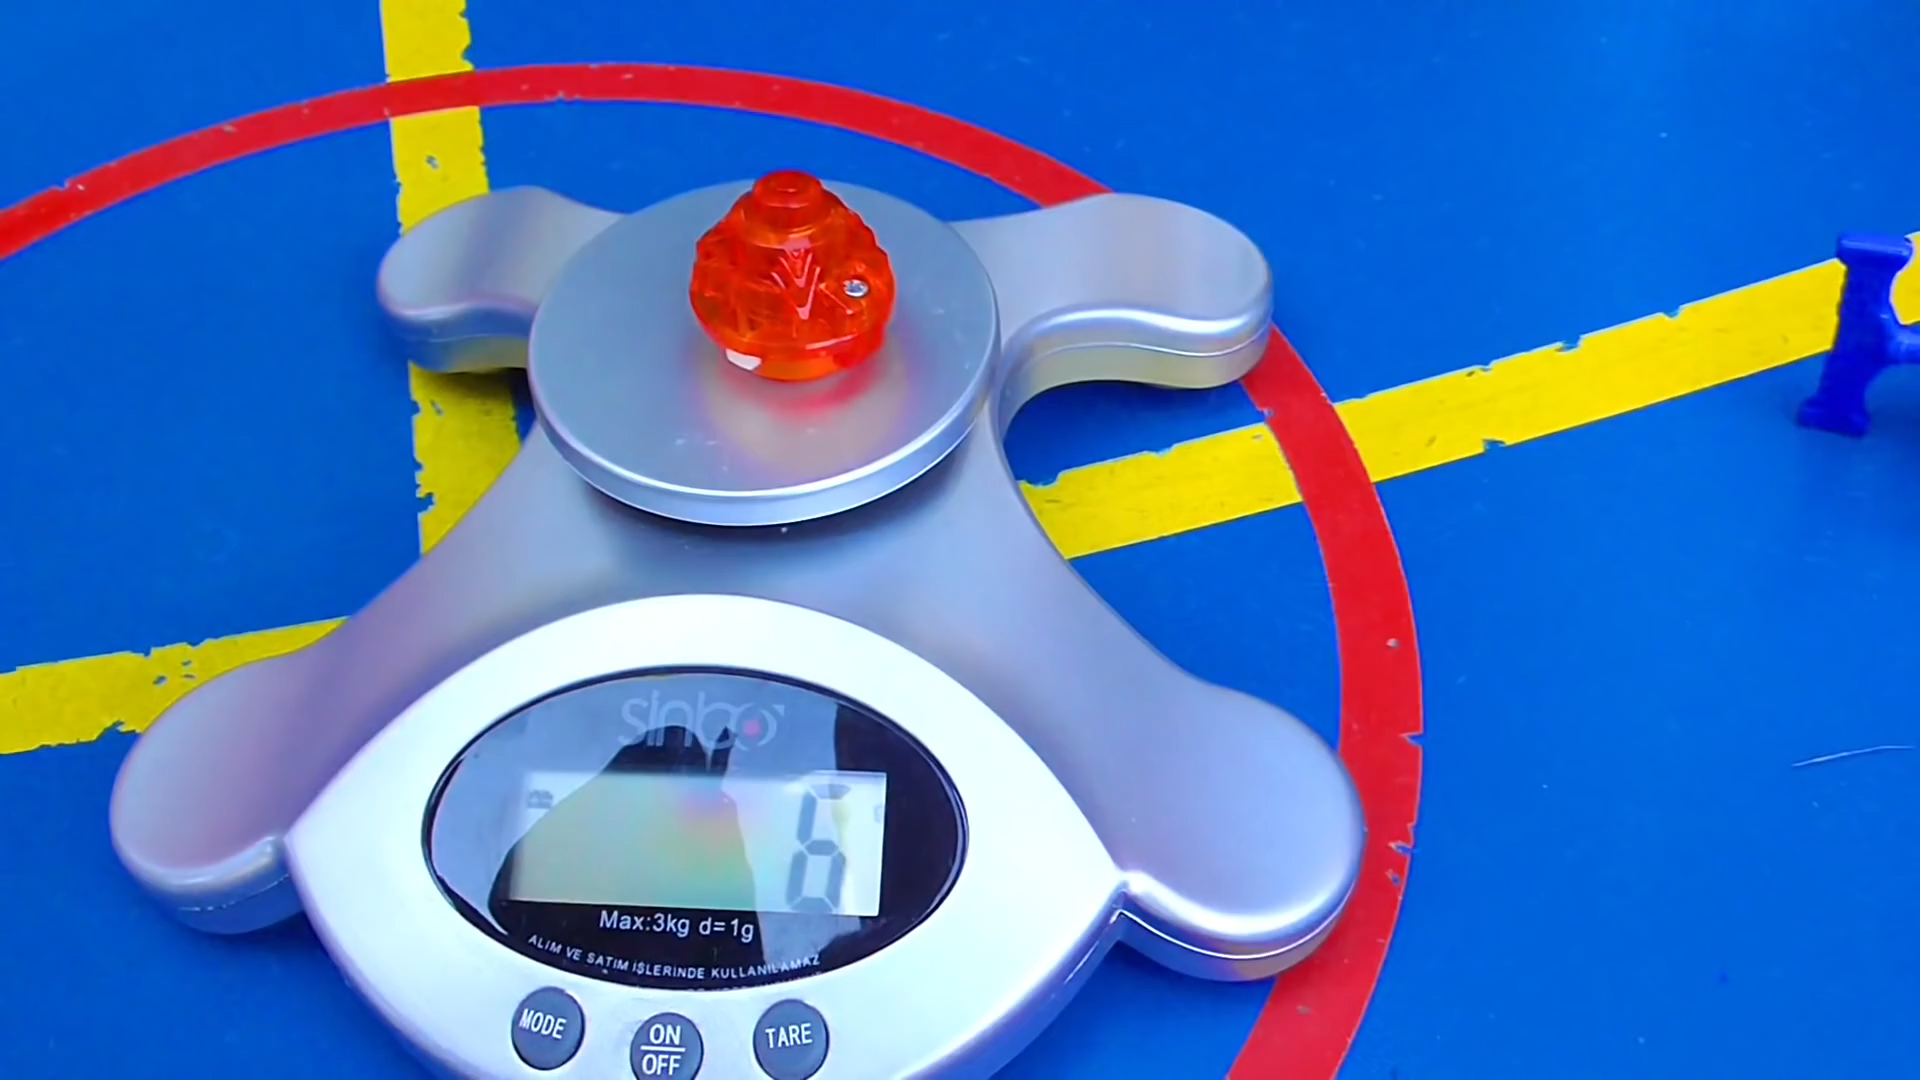 sinbo
6
Max:3kg d=1g
ALIM VE SATIM İŞLERİNDE KULLANILAMAZ
MODE
ON
OFF
TARE